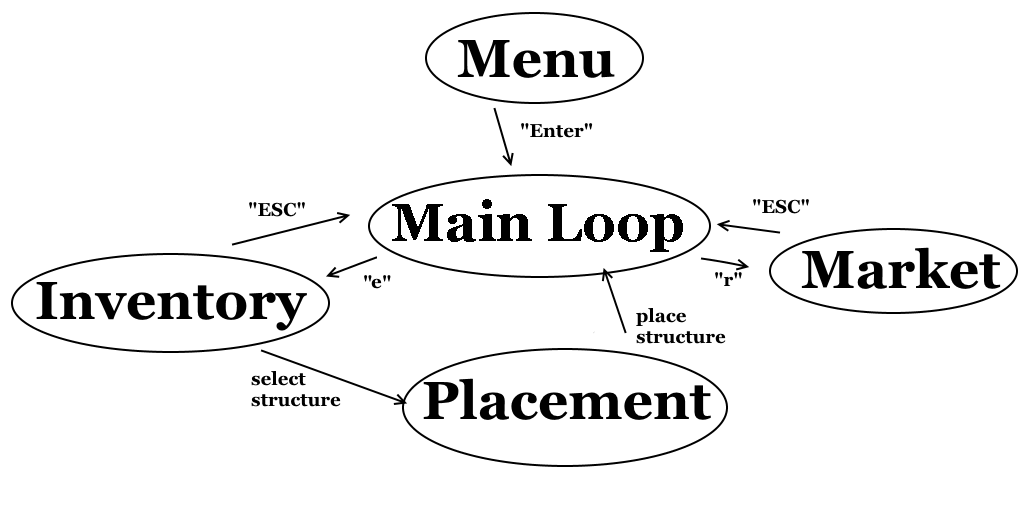 Menu
"Enter"
"ESC"
"ESC"
Main Loop
"e"
"r"
Market
Inventory
place
structure
select
structure
Placement